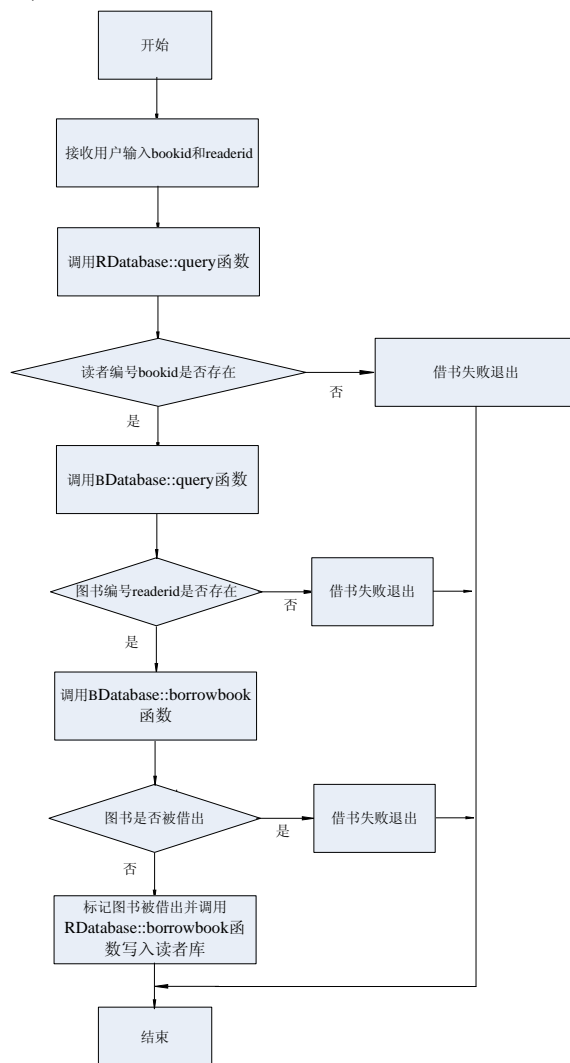 开始
接收用户输入bookid和readerid
调用RDatabase::query函数
读者编号bookid是否存在
否
借书失败退出
是
调用BDatabase::query函数
图书编号readerid是否存在
否
借书失败退出
是
调用BDatabase::borrowbook
函数
图书是否被借出
是
借书失败退出
否
标记图书被借出并调用
RDatabase::borrowbook函
数写入读者库
结束